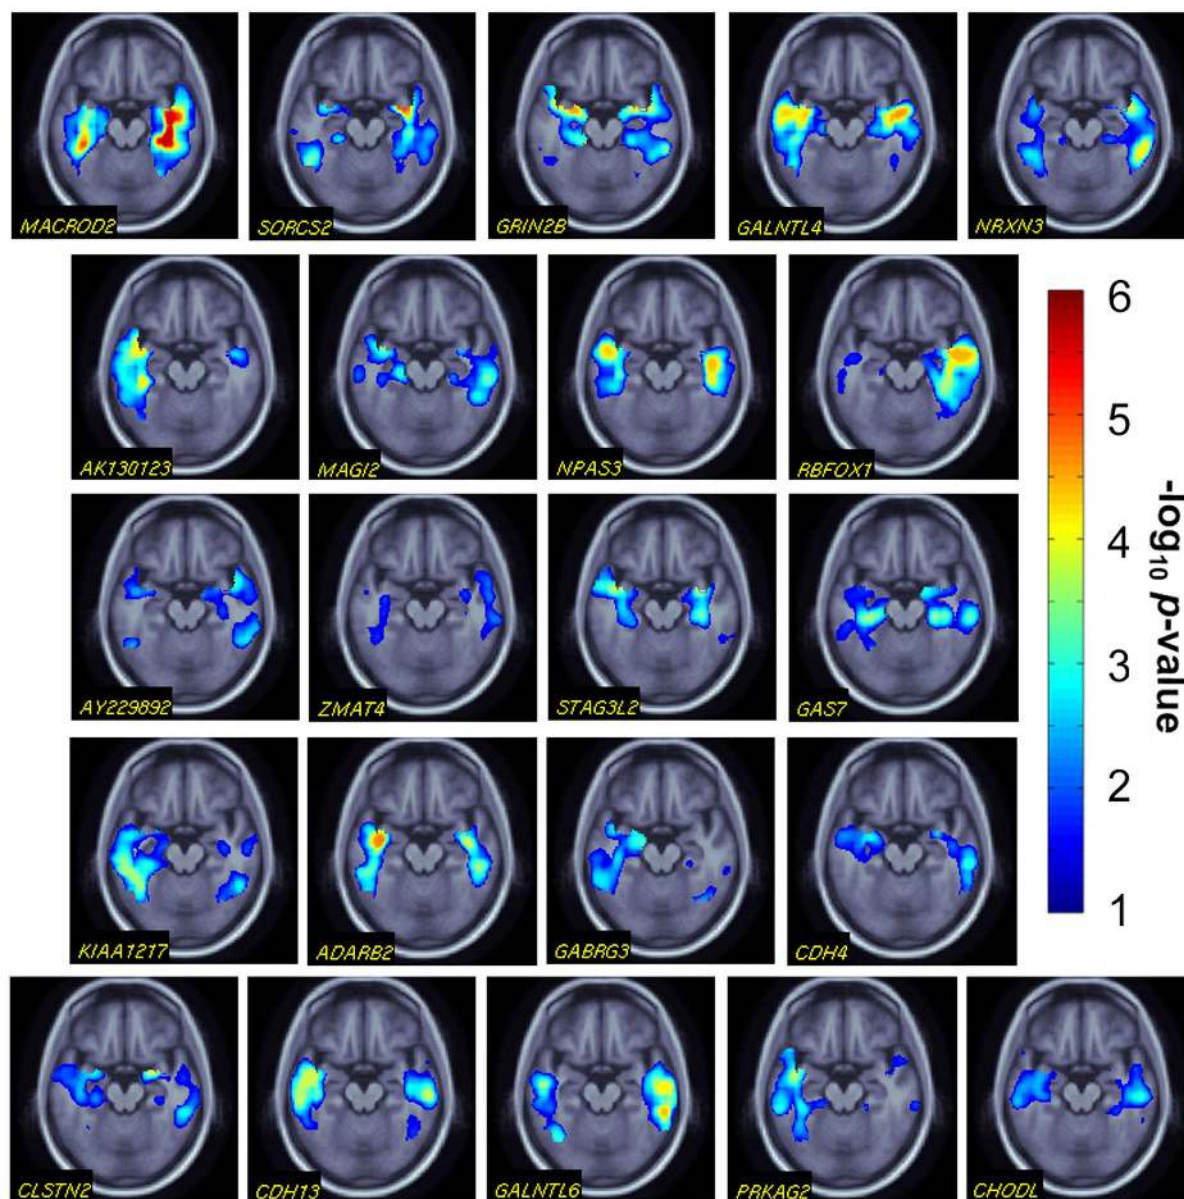 MACROD2
SORCS2
GRIN2B
GALNTL4
NRXN3
AK130123
MAGI2
NPAS3
RBFOX1
AY229892
ZMAT4
STAG3L2
GAS7
KIAA1217
ADARB2
GABRG3
CDH4
CLSTN2
CDH13
GALNTL6
PRKAG2
CHODL
6
5
4
3
2
1
-log10 p-value